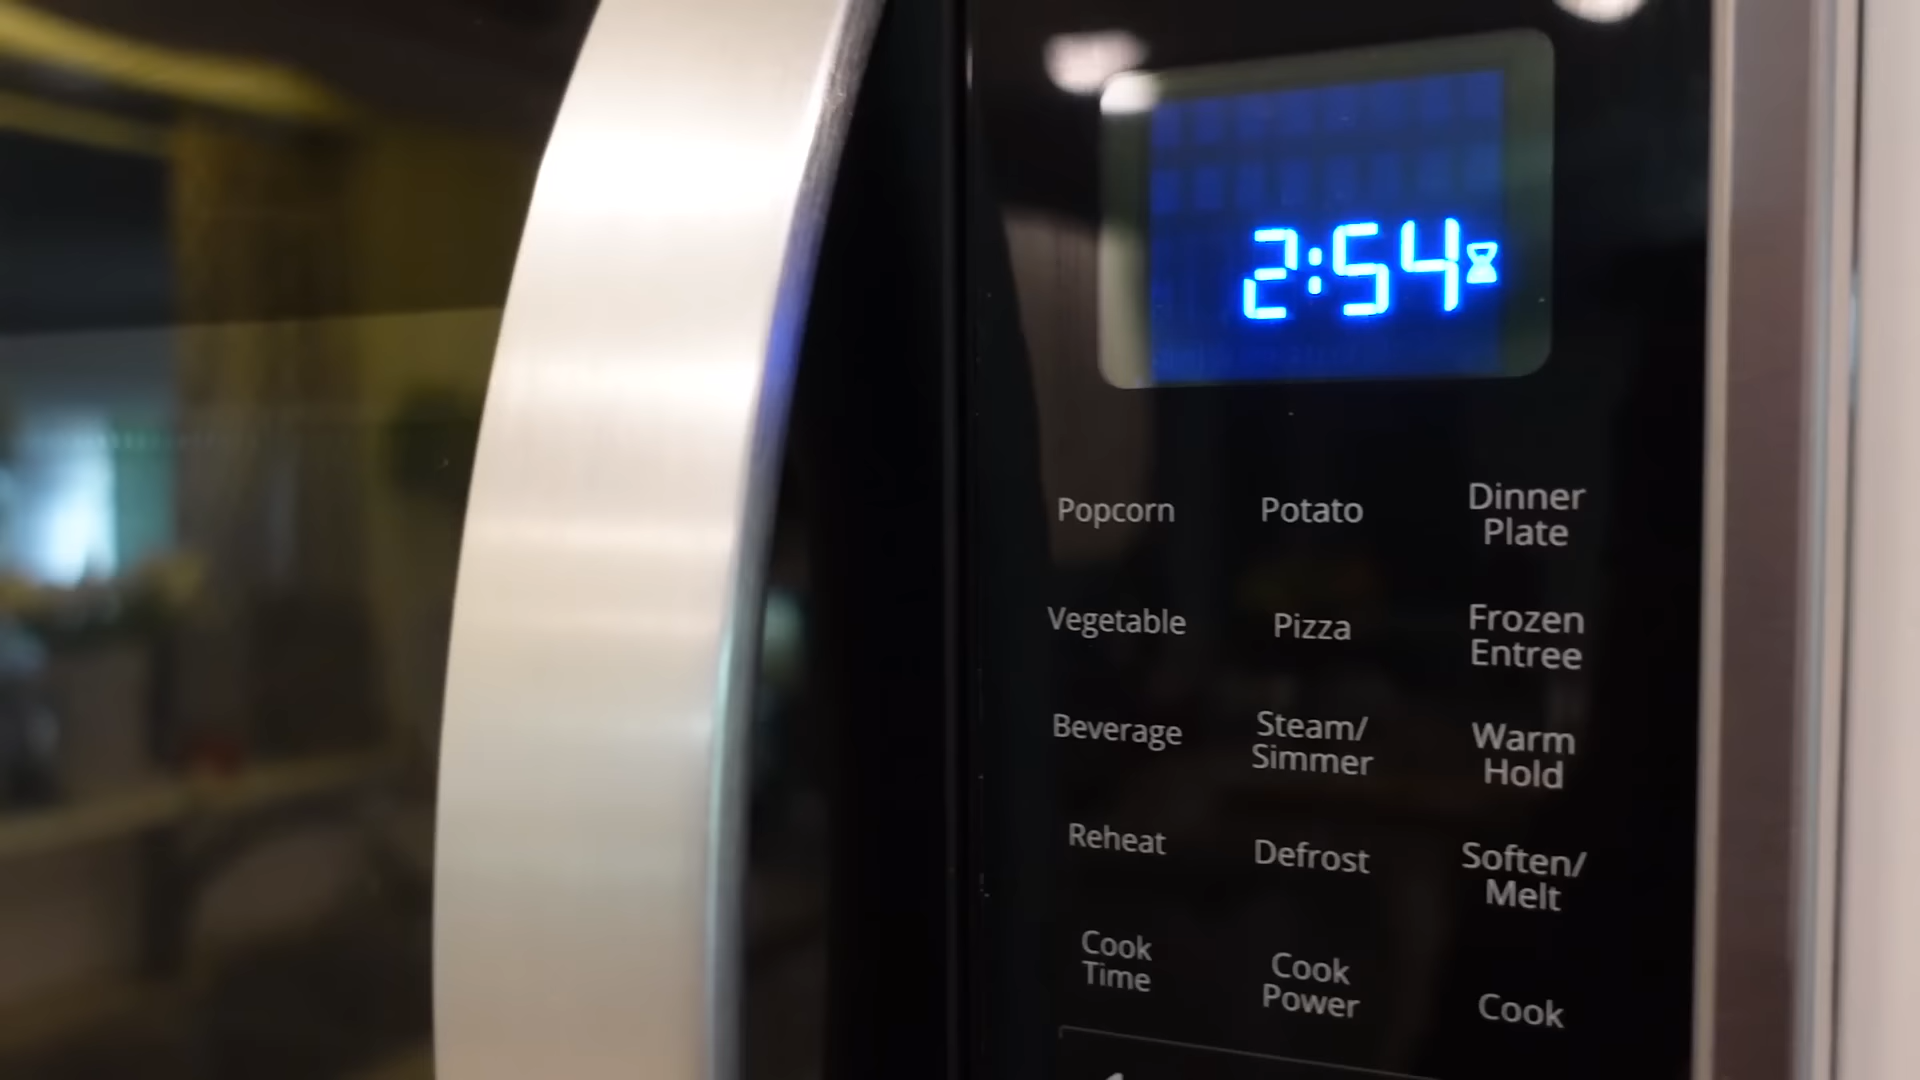 2:54
Popcorn Potato Dinner
Plate
Vegetable Pizza Frozen
Entree
Beverage Steam/
Simmer Warm
Hold
Reheat Defrost Soften/
Melt
Cook
Time Cook
Power Cook